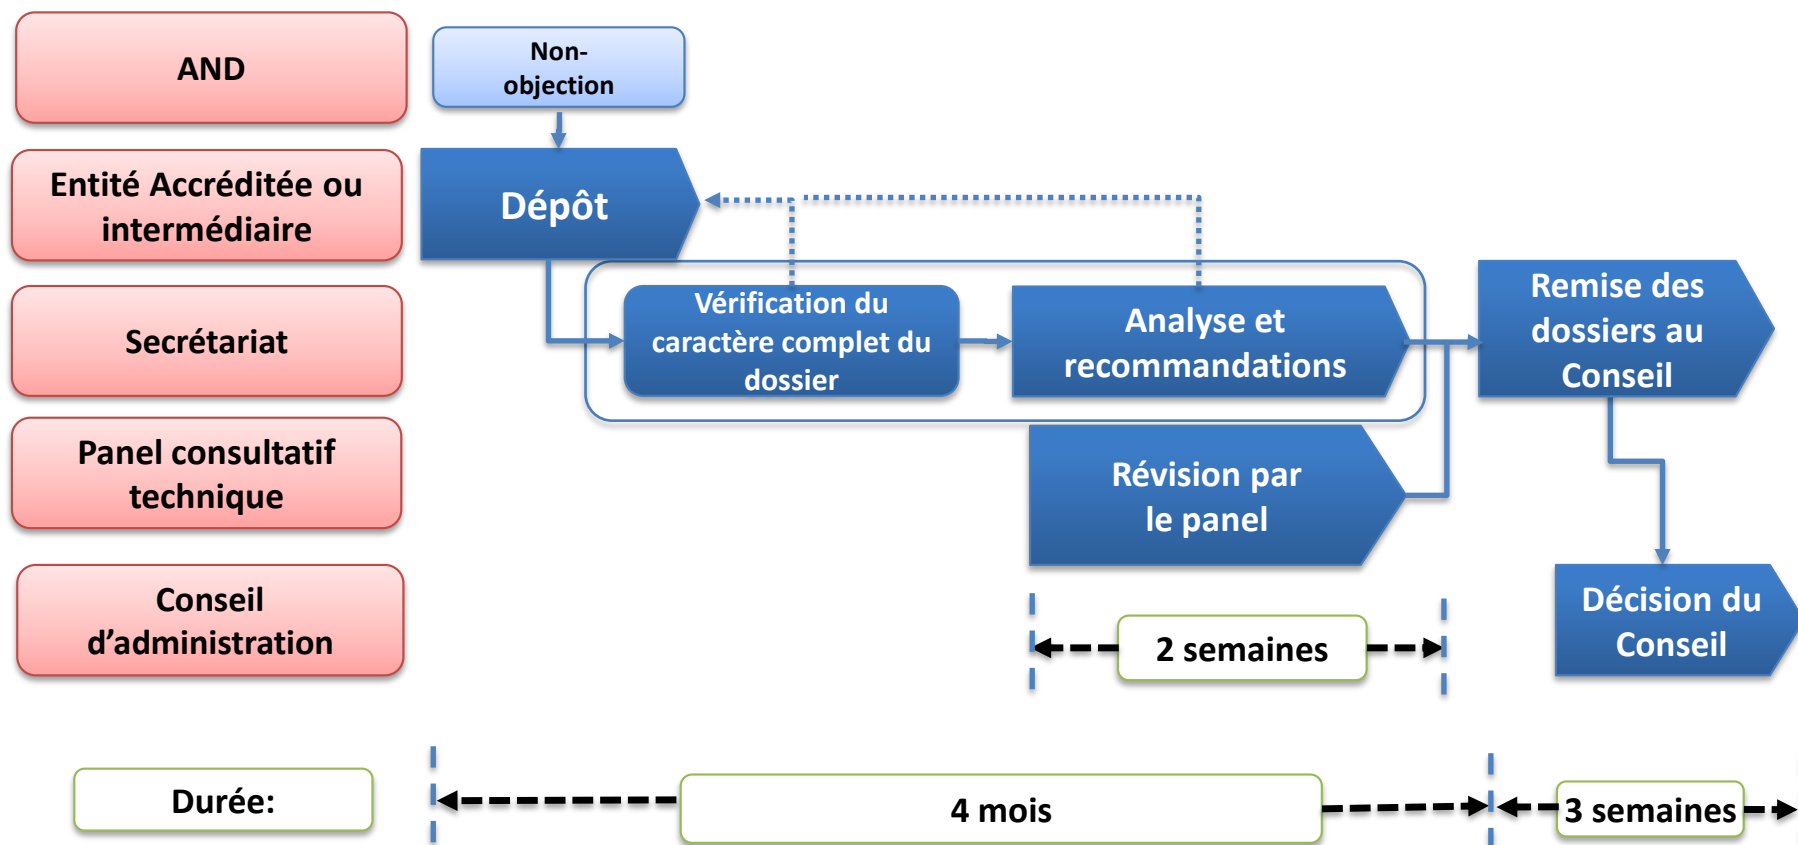 AND
Non-
objection
Entité Accréditée ou
intermédiaire
Dépôt
Secrétariat
Vérification du
caractère complet du
dossier
Analyse et
recommandations
Remise des
dossiers au
Conseil
Panel consultatif
technique
Révision par
le panel
Conseil
d’administration
2 semaines
Décision du
Conseil
Durée:
4 mois
3 semaines